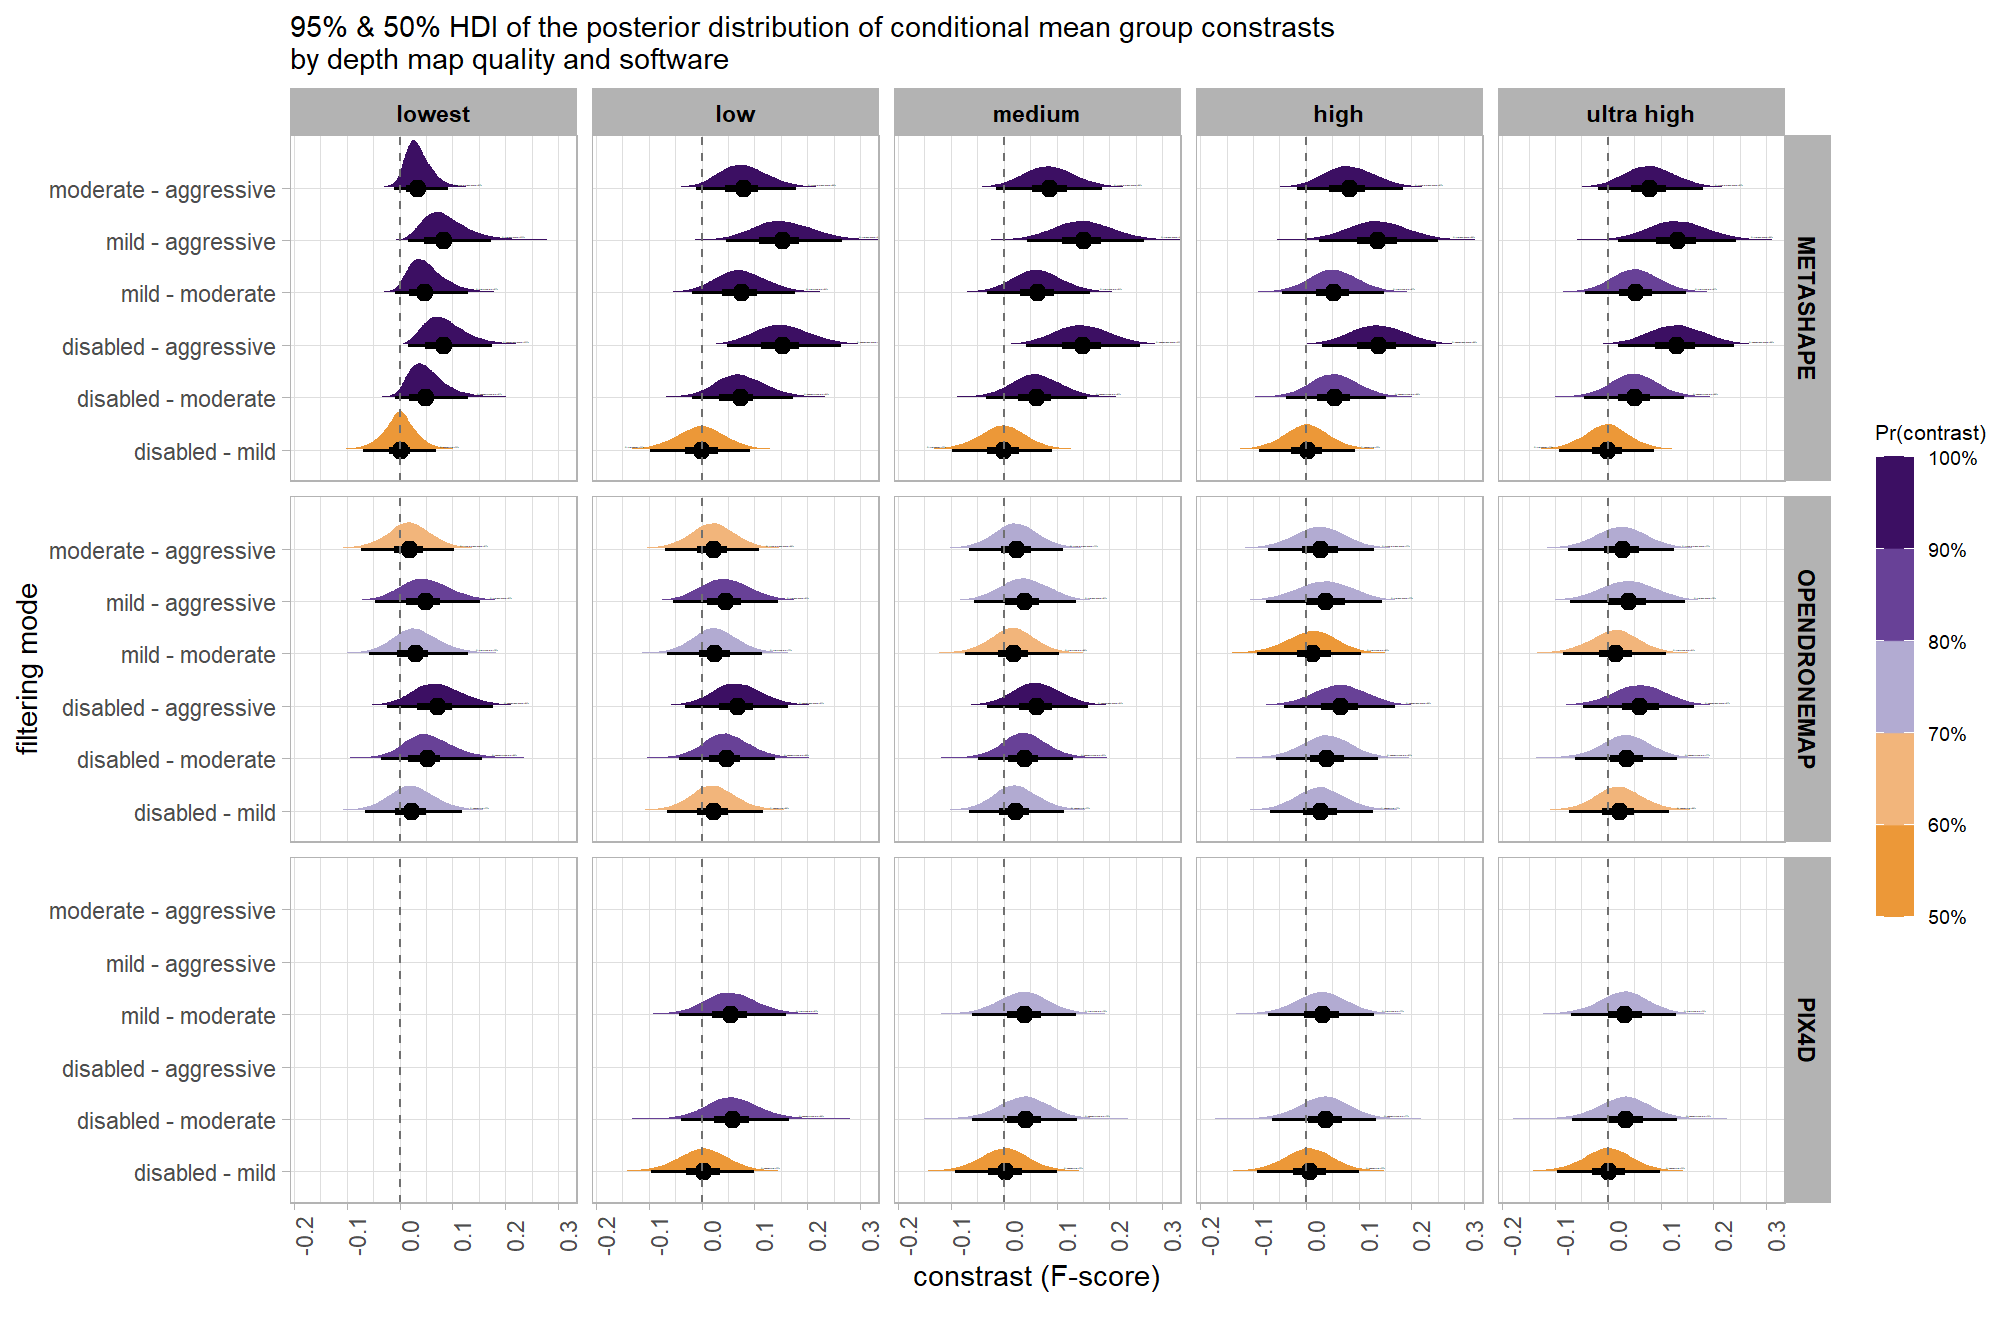 95% & 50% HDI of the posterior distribution of conditional mean group constrasts
by depth map quality and software
lowest
low
medium
high
ultra high
moderate - aggressive
mild - aggressive
mild - moderate
disabled - aggressive
disabled - moderate
disabled - mild
METASHAPE
moderate - aggressive
mild - aggressive
mild - moderate
disabled - aggressive
disabled - moderate
disabled - mild
OPENDRONEMAP
moderate - aggressive
mild - aggressive
mild - moderate
disabled - aggressive
disabled - moderate
disabled - mild
PIX4D
filtering mode
-0.2 -0.1 0.0 0.1 0.2 0.3
-0.2 -0.1 0.0 0.1 0.2 0.3
-0.2 -0.1 0.0 0.1 0.2 0.3
-0.2 -0.1 0.0 0.1 0.2 0.3
-0.2 -0.1 0.0 0.1 0.2 0.3
constrast (F-score)
Pr(contrast)
100%
90%
80%
70%
60%
50%